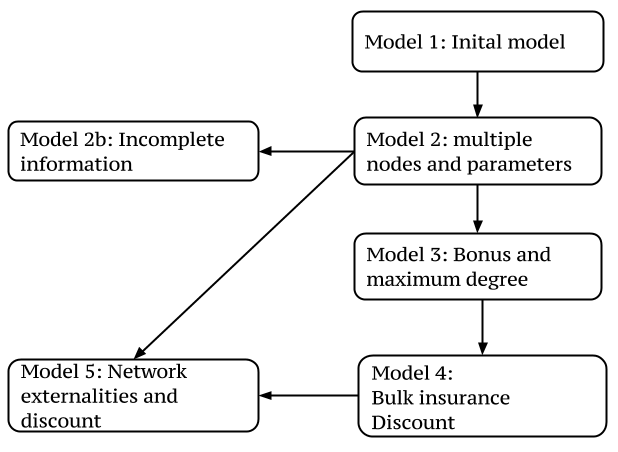 Model 1: Inital model
Model 2b: Incomplete
information
Model 2: multiple
nodes and parameters
Model 3: Bonus and
maximum degree
Model 5: Network
externalities and
discount
Model 4:
Bulk insurance
Discount